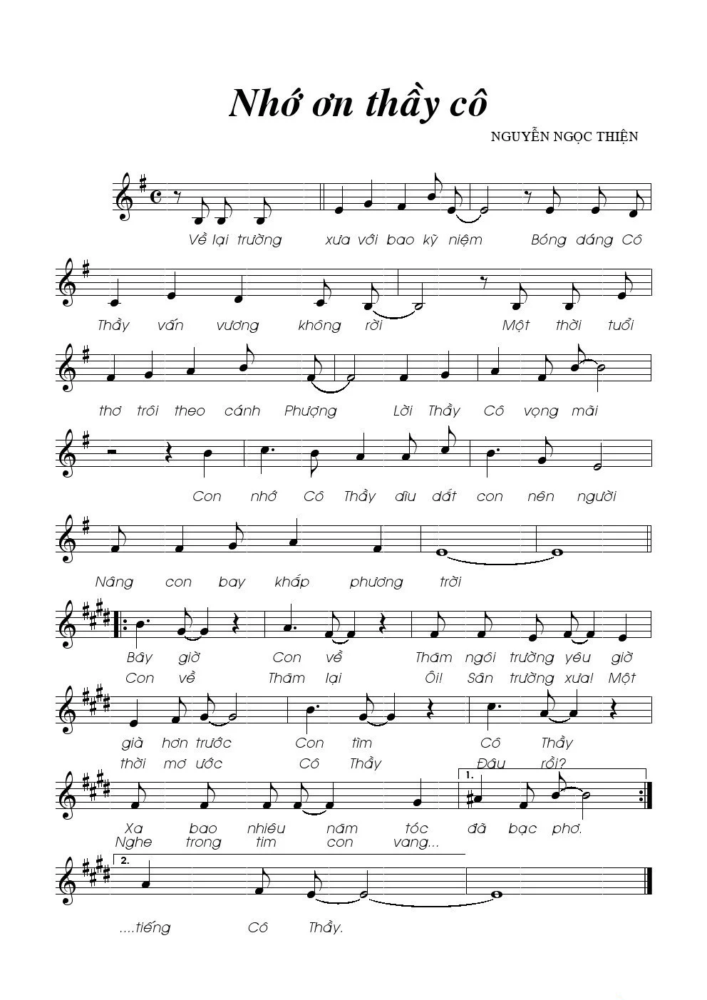 Nhớ ơn thầy cô
NGUYỄN NGỌC THIỆN
Về lại trường xưa với bao kỹ niệm Bóng dáng Cô
Thầy vấn vương không rời Một thời tuổi
thơ trôi theo cánh Phượng Lời Thầy Cô vọng mãi
Con nhớ Cô Thầy dìu dắt con nên người
Nâng con bay khắp phương trời
Bây giờ Con về Thăm ngôi trường yêu giờ
Con về Thăm lại Ôi! Sân trường xưa! Một
già hơn trước Con tìm Cô Thầy
thời mơ ước Cô Thầy Đâu rồi?
1.
Xa bao nhiêu năm tóc đã bạc phơ.
Nghe trong tim con vang...
2.
....tiếng Cô Thầy.